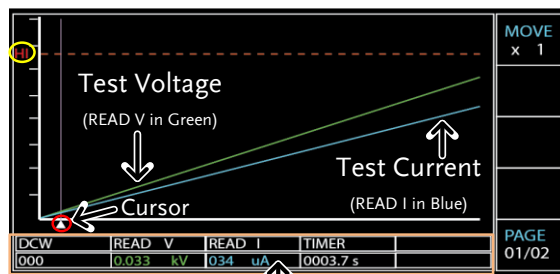 HI
MOVE
x 1
Test Voltage
(READ V in Green)
Test Current
(READ I in Blue)
Cursor
DCW READ V READ I TIMER
000 0.033 kV 034 uA 0003.7 s
PAGE
01/02